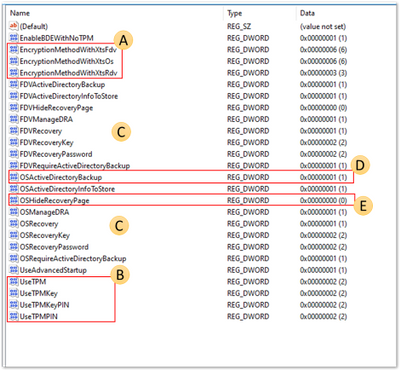 Name Type Data
(Default) REG_SZ (value not set)
EnableBDEWithNoTPM REG_DWORD 0x00000001 (1)
A
EncryptionMethodWithXtsFdv REG_DWORD 0x00000006 (6)
EncryptionMethodWithXtsOs REG_DWORD 0x00000006 (6)
EncryptionMethodWithXtsRdv REG_DWORD 0x00000003 (3)
FDVActiveDirectoryBackup REG_DWORD 0x00000001 (1)
FDVActiveDirectoryInfoToStore REG_DWORD 0x00000001 (1)
FDVHideRecoveryPage REG_DWORD 0x00000000 (0)
FDVManageDRA REG_DWORD 0x00000001 (1)
FDVRecovery C REG_DWORD 0x00000001 (1)
FDVRecoveryKey REG_DWORD 0x00000002 (2)
FDVRecoveryPassword REG_DWORD 0x00000002 (2)
FDVRequireActiveDirectoryBackup REG_DWORD 0x00000001 (1) D
OSActiveDirectoryBackup REG_DWORD 0x00000001 (1)
OSActiveDirectoryInfoToStore REG_DWORD 0x00000001 (1)
OSHideRecoveryPage REG_DWORD 0x00000000 (0) E
OSManageDRA REG_DWORD 0x00000001 (1)
OSRecovery C REG_DWORD 0x00000001 (1)
OSRecoveryKey REG_DWORD 0x00000002 (2)
OSRecoveryPassword REG_DWORD 0x00000002 (2)
OSRequireActiveDirectoryBackup REG_DWORD 0x00000001 (1)
UseAdvancedStartup B REG_DWORD 0x00000001 (1)
UseTPM REG_DWORD 0x00000002 (2)
UseTPMKey REG_DWORD 0x00000002 (2)
UseTPMKeyPIN REG_DWORD 0x00000002 (2)
UseTPMPIN REG_DWORD 0x00000002 (2)